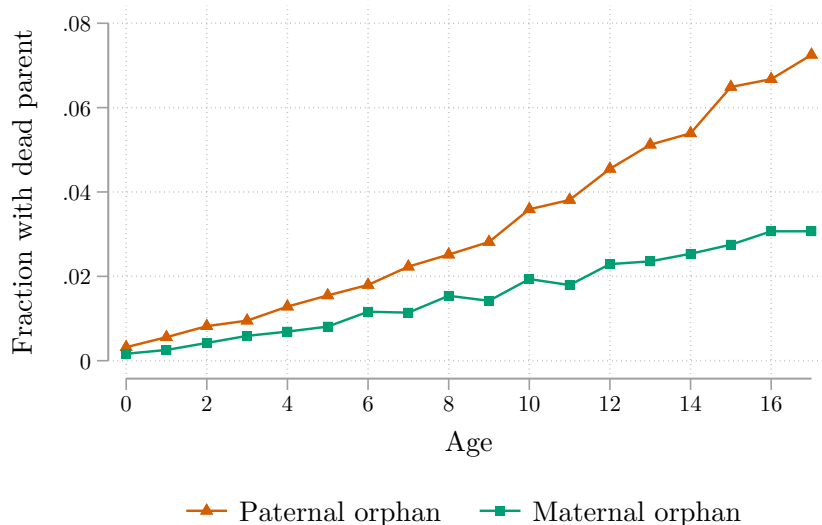 Fraction with dead parent
.08
.06
.04
.02
0
0 2 4 6 8 10 12 14 16
Age
Paternal orphan Maternal orphan